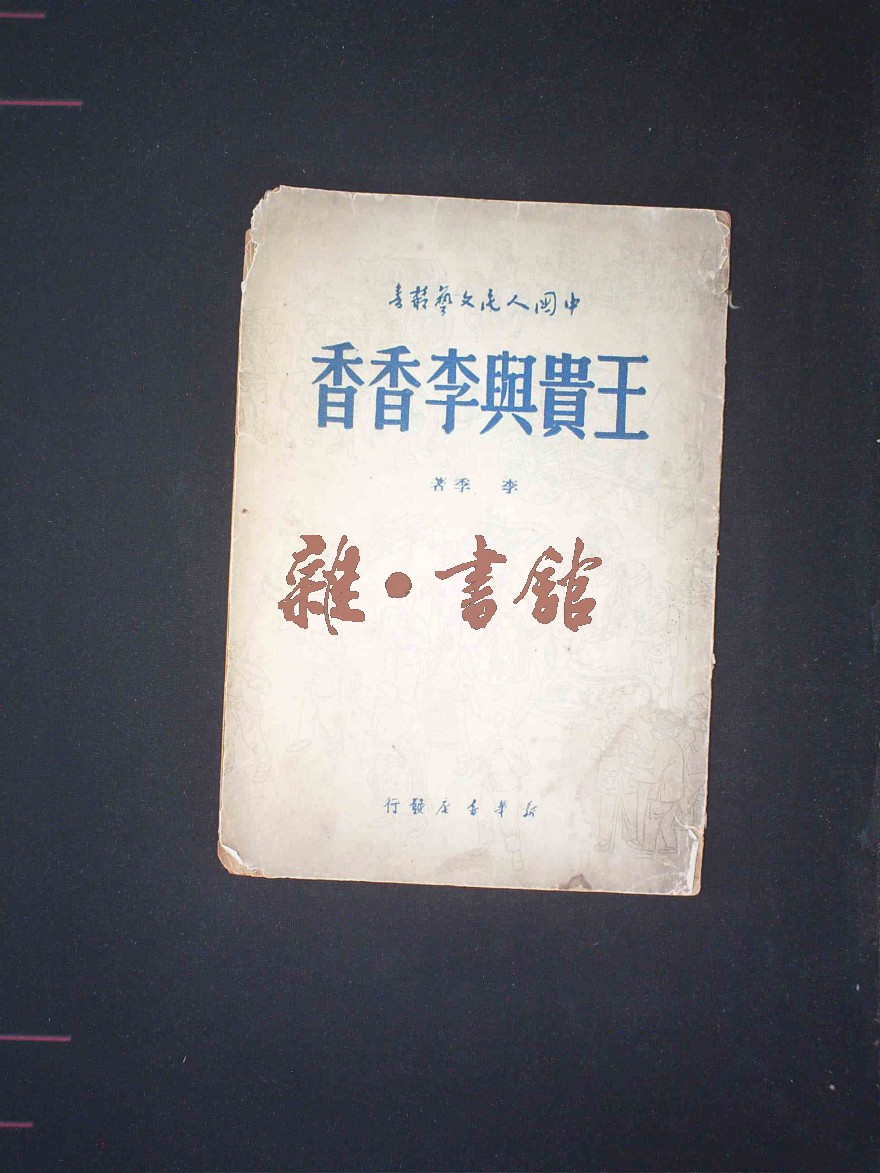 中国人民文藝叢書
王貴與李香香
李季著
雜·書館
新華書店發行